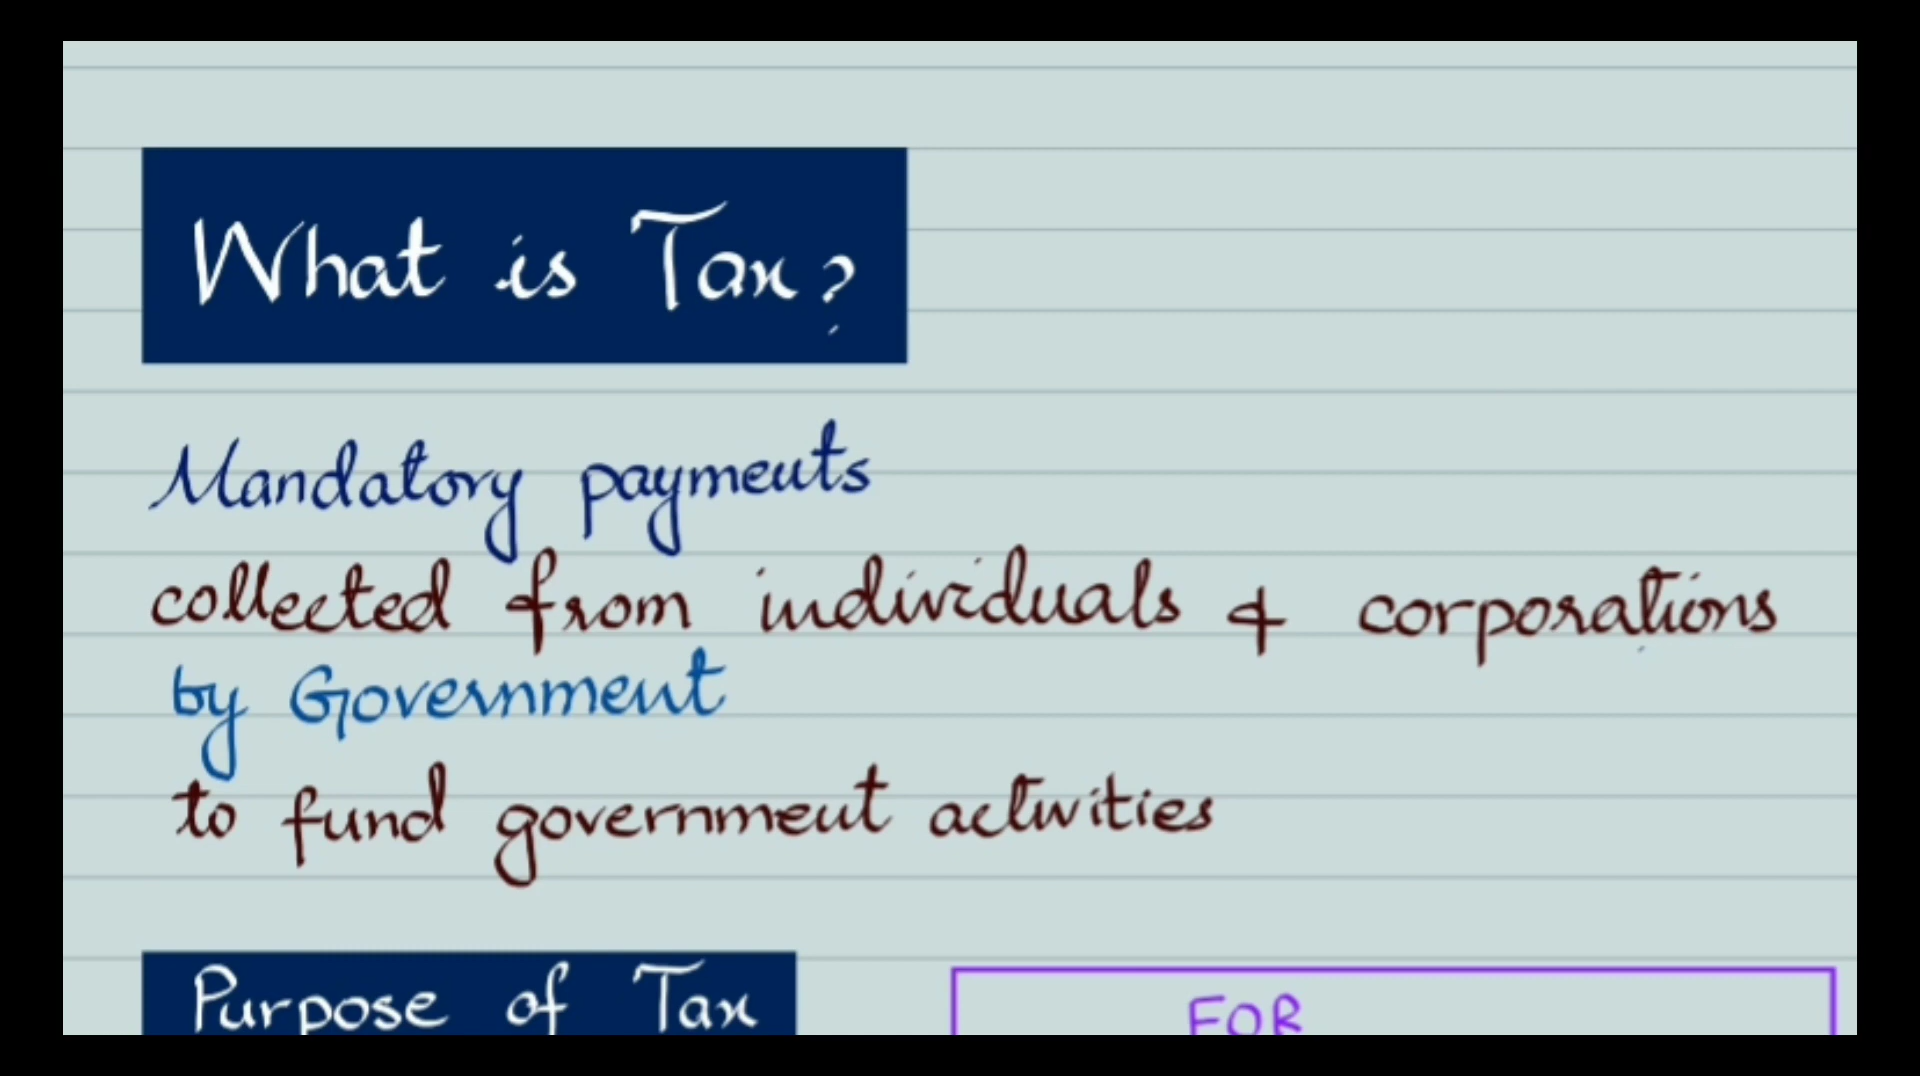 What is Tax?
Mandatory payments
collected from individuals & corporations
by Government
to fund government activities
Purpose of Tax
FOR